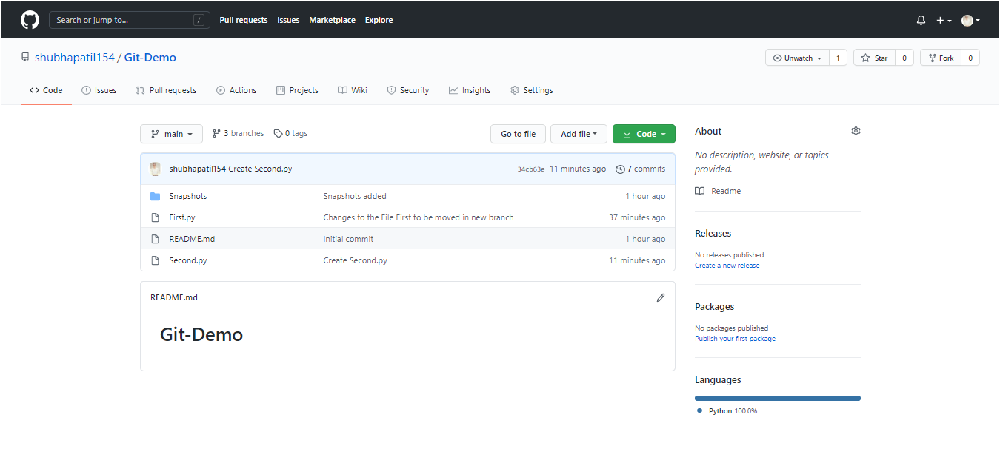 Search or jump to... / Pull requests Issues Marketplace Explore
shubhapatil154 / Git-Demo Unwatch 1 Star 0 Fork 0
Code Issues Pull requests Actions Projects Wiki Security Insights Settings
main 3 branches 0 tags Go to file Add file Code
shubhapatil154 Create Second.py 34cb63e 11 minutes ago 7 commits
Snapshots Snapshots added 1 hour ago
First.py Changes to the File First to be moved in new branch 37 minutes ago
README.md Initial commit 1 hour ago
Second.py Create Second.py 11 minutes ago
README.md
Git-Demo
About
No description, website, or topics
provided.
Readme
Releases
No releases published
Create a new release
Packages
No packages published
Publish your first package
Languages
Python 100.0%